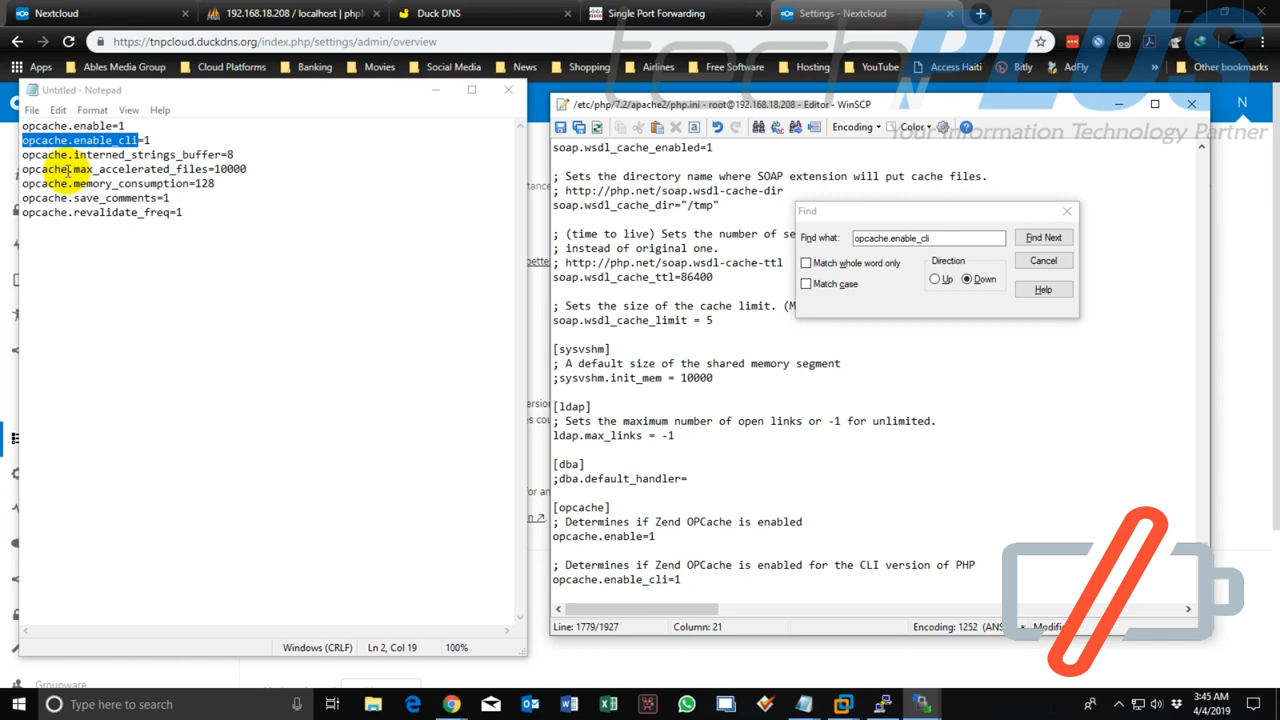 Nextcloud
192.168.18.208 / localhost | phpM
Duck DNS
Single Port Forwarding
Settings - Nextcloud
https://tnpcloud.duckdns.org/index.php/settings/admin/overview
Apps
Ables Media Group
Cloud Platforms
Banking
Movies
Social Media
News
Shopping
Airlines
Free Software
YouTube
Access Haiti
Bitly
AdFly
»
Other bookmarks
tech
PLUS
Your Information Technology Partner
N
Untitled - Notepad
File Edit Format View Help
opcache.enable=1
opcache.enable_cli=1
opcache.interned_strings_buffer=8
opcache.max_accelerated_files=10000
opcache.memory_consumption=128
opcache.save_comments=1
opcache.revalidate_freq=1
Windows (CRLF)
Ln 2, Col 19
100%
/etc/php/7.2/apache2/php.ini - root@192.168.18.208 - Editor - WinSCP
Encoding
Color
soap.wsdl_cache_enabled=1
; Sets the directory name where SOAP extension will put cache files.
; http://php.net/soap.wsdl-cache-dir
soap.wsdl_cache_dir="/tmp"
; (time to live) Sets the number of se
; instead of original one.
; http://php.net/soap.wsdl-cache-ttl
soap.wsdl_cache_ttl=86400
; Sets the size of the cache limit. (M
soap.wsdl_cache_limit = 5
[sysvshm]
; A default size of the shared memory segment
;sysvshm.init_mem = 10000
[ldap]
; Sets the maximum number of open links or -1 for unlimited.
ldap.max_links = -1
[dba]
;dba.default_handler=
[opcache]
; Determines if Zend OPCache is enabled
opcache.enable=1
; Determines if Zend OPCache is enabled for the CLI version of PHP
opcache.enable_cli=1
Line: 1779/1927
Column: 21
Encoding: 1252 (ANS
Modifi
Find
Find what:
opcache.enable_cli
Find Next
Match whole word only
Match case
Direction
Up
Down
Cancel
Help
Groupware
Type here to search
3:45 AM
4/4/2019